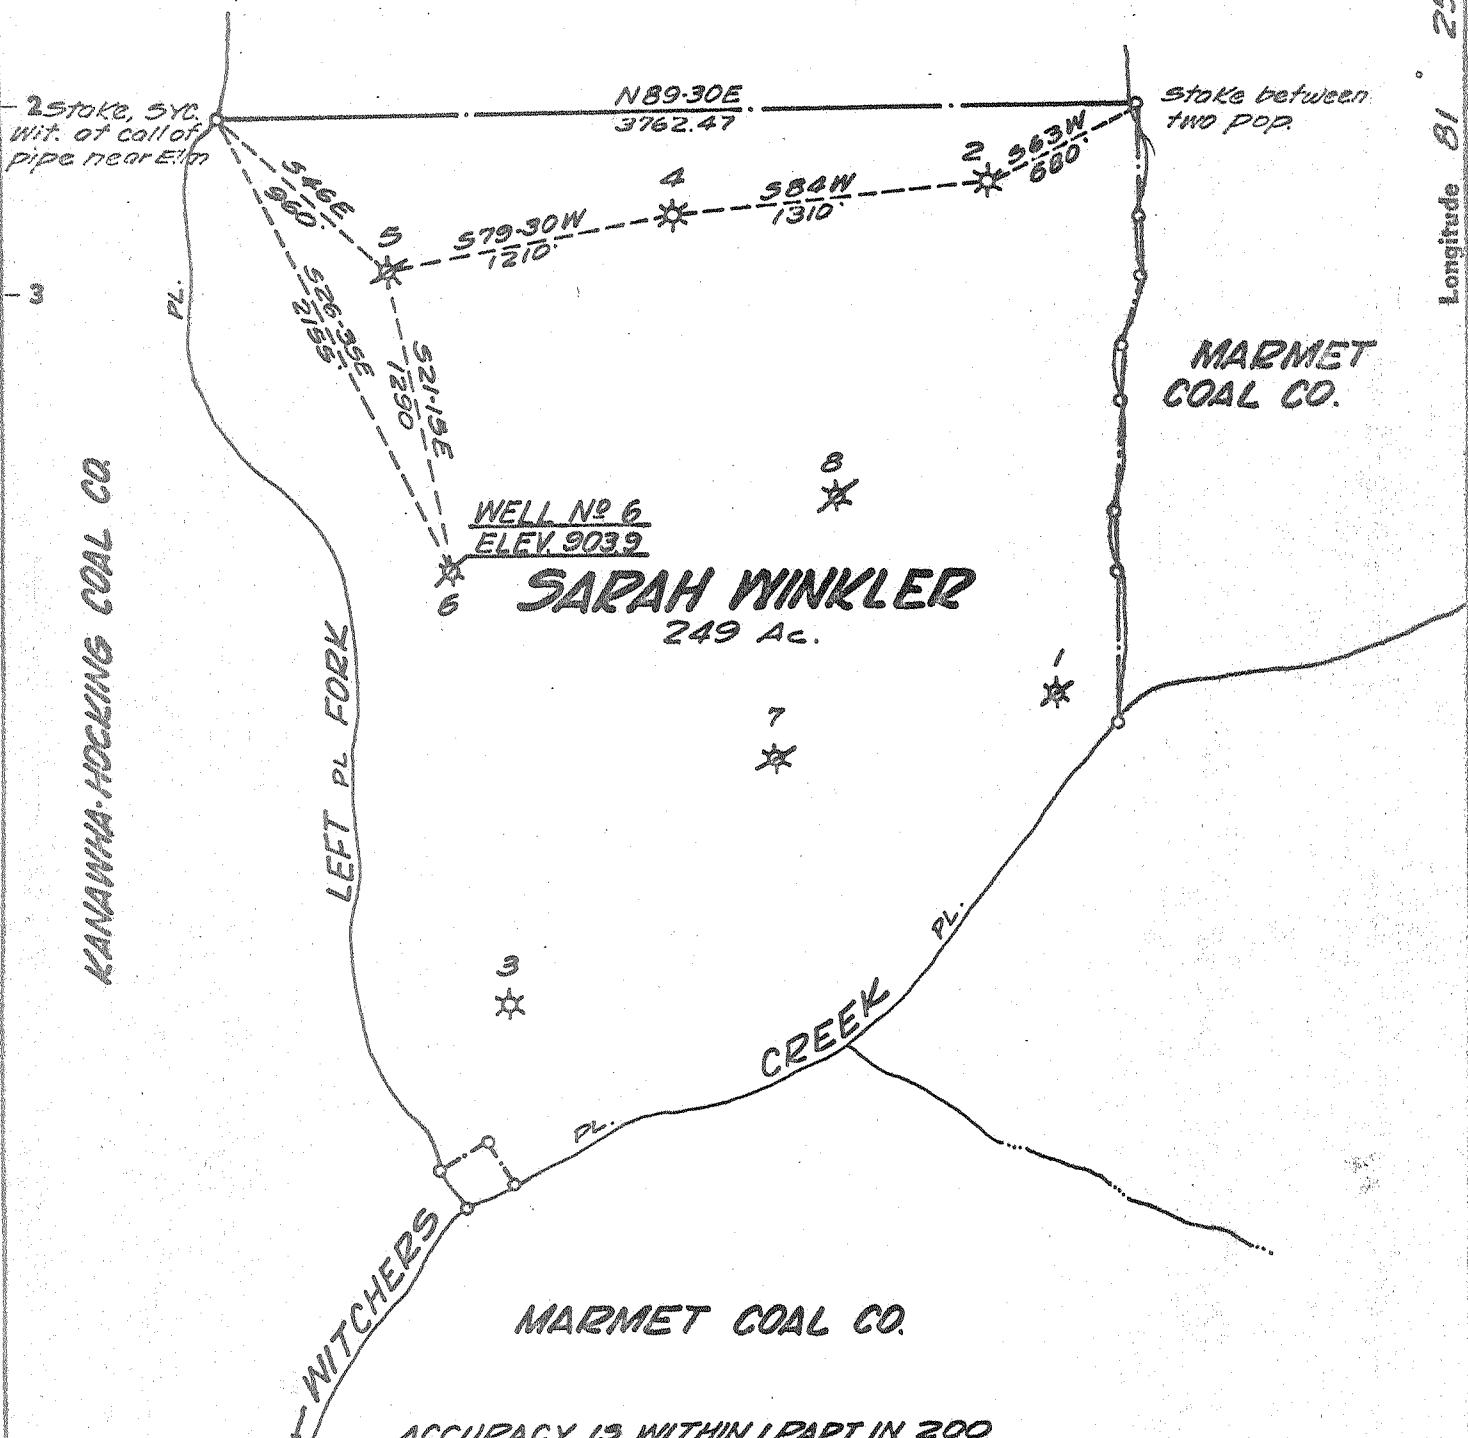 N89-30E
3762.47
2 Stake, SYC.
Wit. at call of
pipe near Elm
Stake between
two pop.
S63W
680'
2
4
S84W
1310'
S46E
960'
5
S79-30W
1210'
3
PL.
S26-35E
2155'
S21-15E
1290
Longitude 81 25
MARMET
COAL CO.
8
WELL Nº 6
ELEV. 903.9
6
SARAH WINKLER
249 Ac.
KANAWHA-HOCKING COAL CO.
LEFT PL FORK
1
7
PL.
3
CREEK
PL.
WITCHERS
MARMET COAL CO.
ACCURACY IS WITHIN 1 PART IN 200